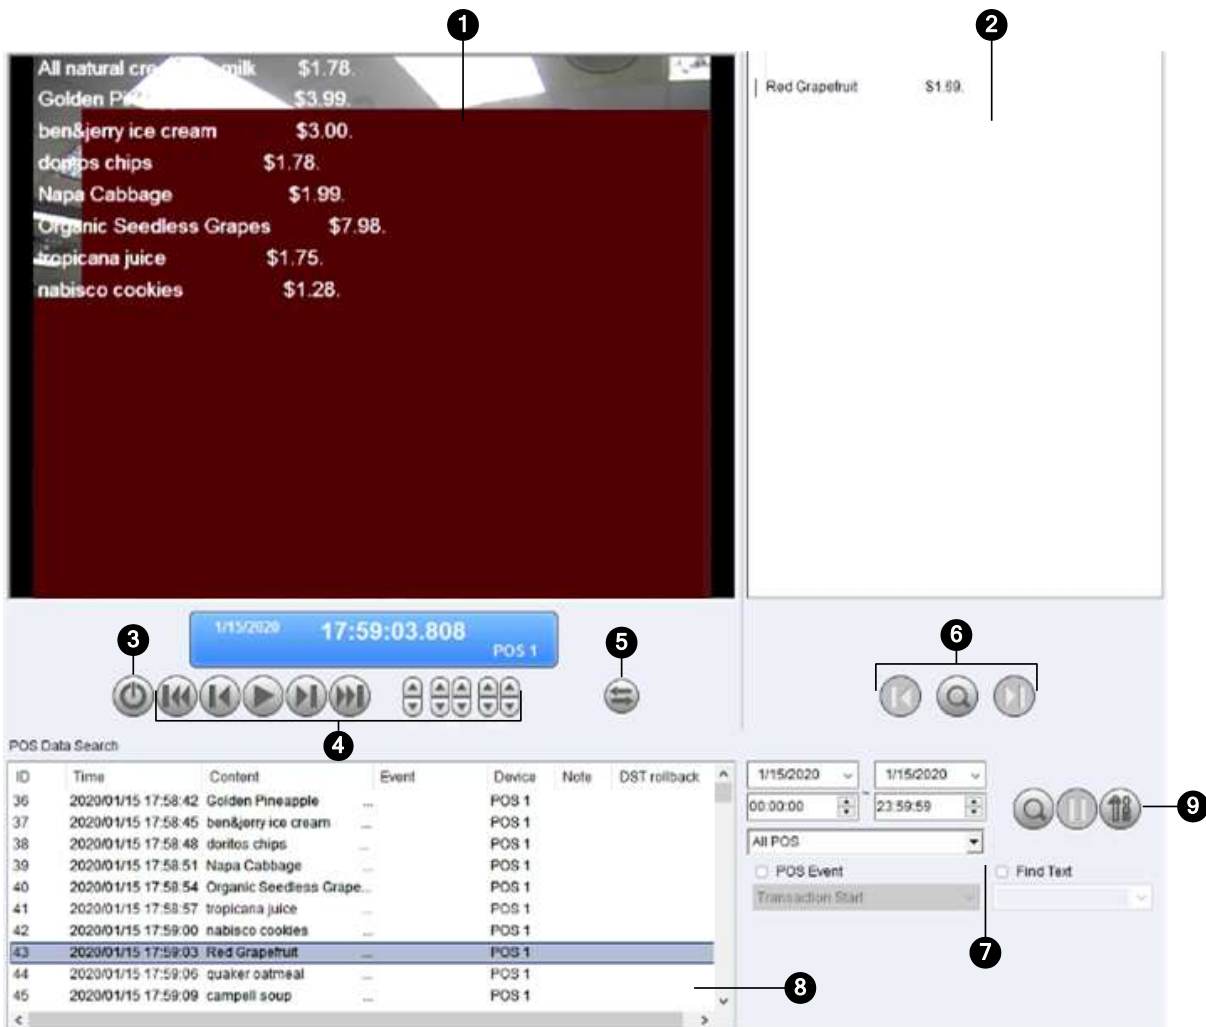 1
2
All natural milk $1.78.
Golden $3.99.
ben&jerry ice cream $3.00.
doritos chips $1.78.
Napa Cabbage $1.99.
Organic Seedless Grapes $7.98.
tropicana juice $1.75.
nabisco cookies $1.28.
Red Grapefruit $1.69.
3
1/15/2020 17:59:03.808
POS 1
5
6
4
POS Data Search
ID Time Content Event Device Note DST rollback
36 2020/01/15 17:58:42 Golden Pineapple ... POS 1
37 2020/01/15 17:58:45 ben&jerry ice cream ... POS 1
38 2020/01/15 17:58:48 doritos chips ... POS 1
39 2020/01/15 17:58:51 Napa Cabbage ... POS 1
40 2020/01/15 17:58:54 Organic Seedless Grape... POS 1
41 2020/01/15 17:58:57 tropicana juice ... POS 1
42 2020/01/15 17:59:00 nabisco cookies ... POS 1
43 2020/01/15 17:59:03 Red Grapefruit ... POS 1
44 2020/01/15 17:59:06 quaker oatmeal ... POS 1
45 2020/01/15 17:59:09 campell soup ... POS 1
1/15/2020 1/15/2020
00:00:00 ~ 23:59:59
9
All POS
POS Event Find Text
Transaction Start
7
8